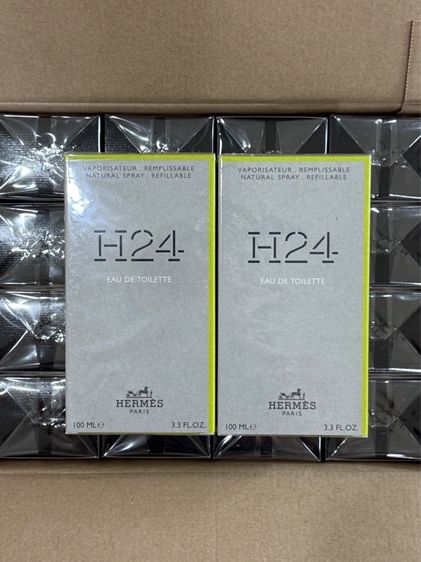 VAPORISATEUR . REMPLISSABLE
NATURAL SPRAY . REFILLABLE
H24
EAU DE TOILETTE
HERMÈS
PARIS
100 ML℮ 3.3 FL.OZ.
VAPORISATEUR . REMPLISSABLE
NATURAL SPRAY . REFILLABLE
H24
EAU DE TOILETTE
HERMÈS
PARIS
100 ML℮ 3.3 FL.OZ.